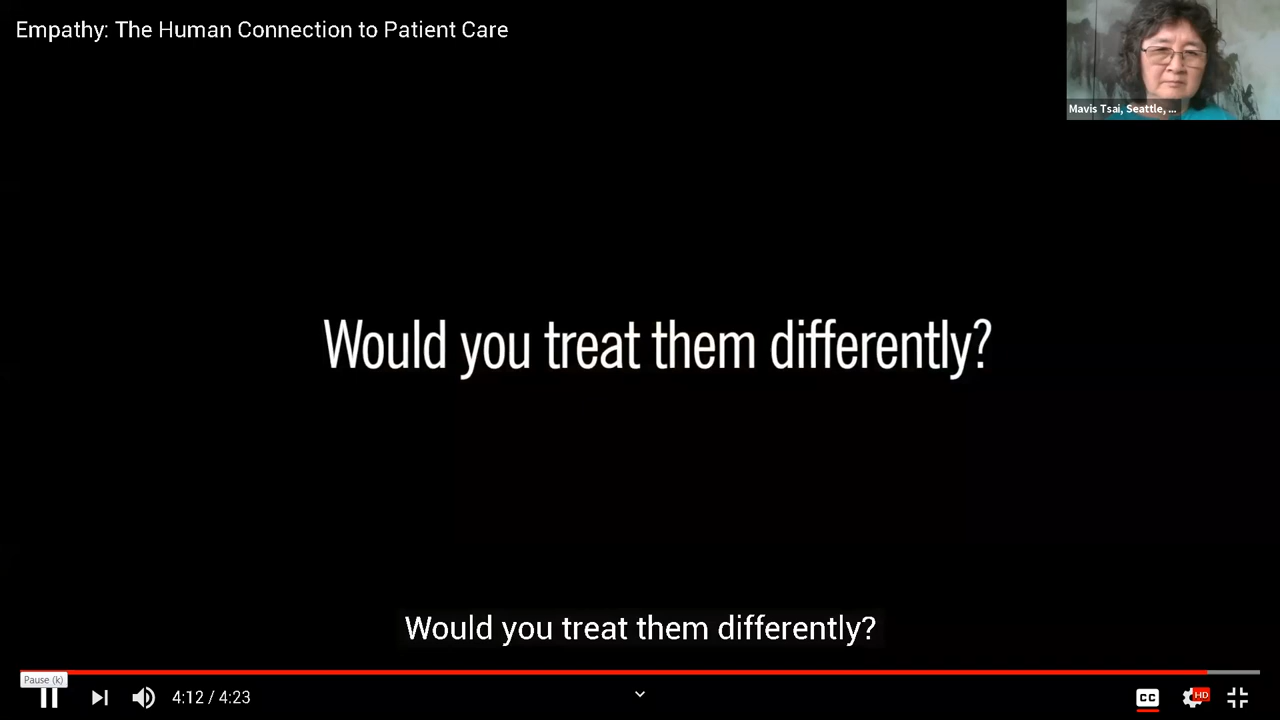 Empathy: The Human Connection to Patient Care
Mavis Tsai, Seattle, ...
Would you treat them differently?
Would you treat them differently?
Pause (k)
4:12 / 4:23
CC
HD